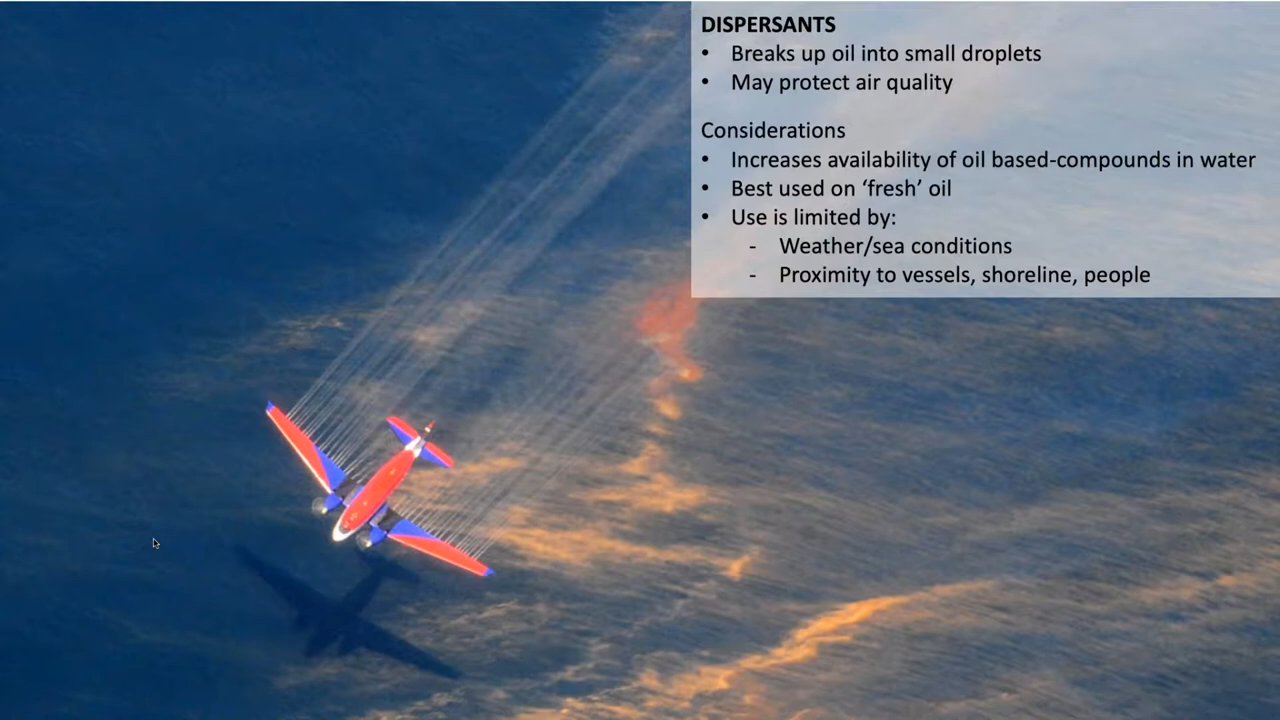 DISPERSANTS
• Breaks up oil into small droplets
• May protect air quality
Considerations
• Increases availability of oil based-compounds in water
• Best used on ‘fresh’ oil
• Use is limited by:
- Weather/sea conditions
- Proximity to vessels, shoreline, people